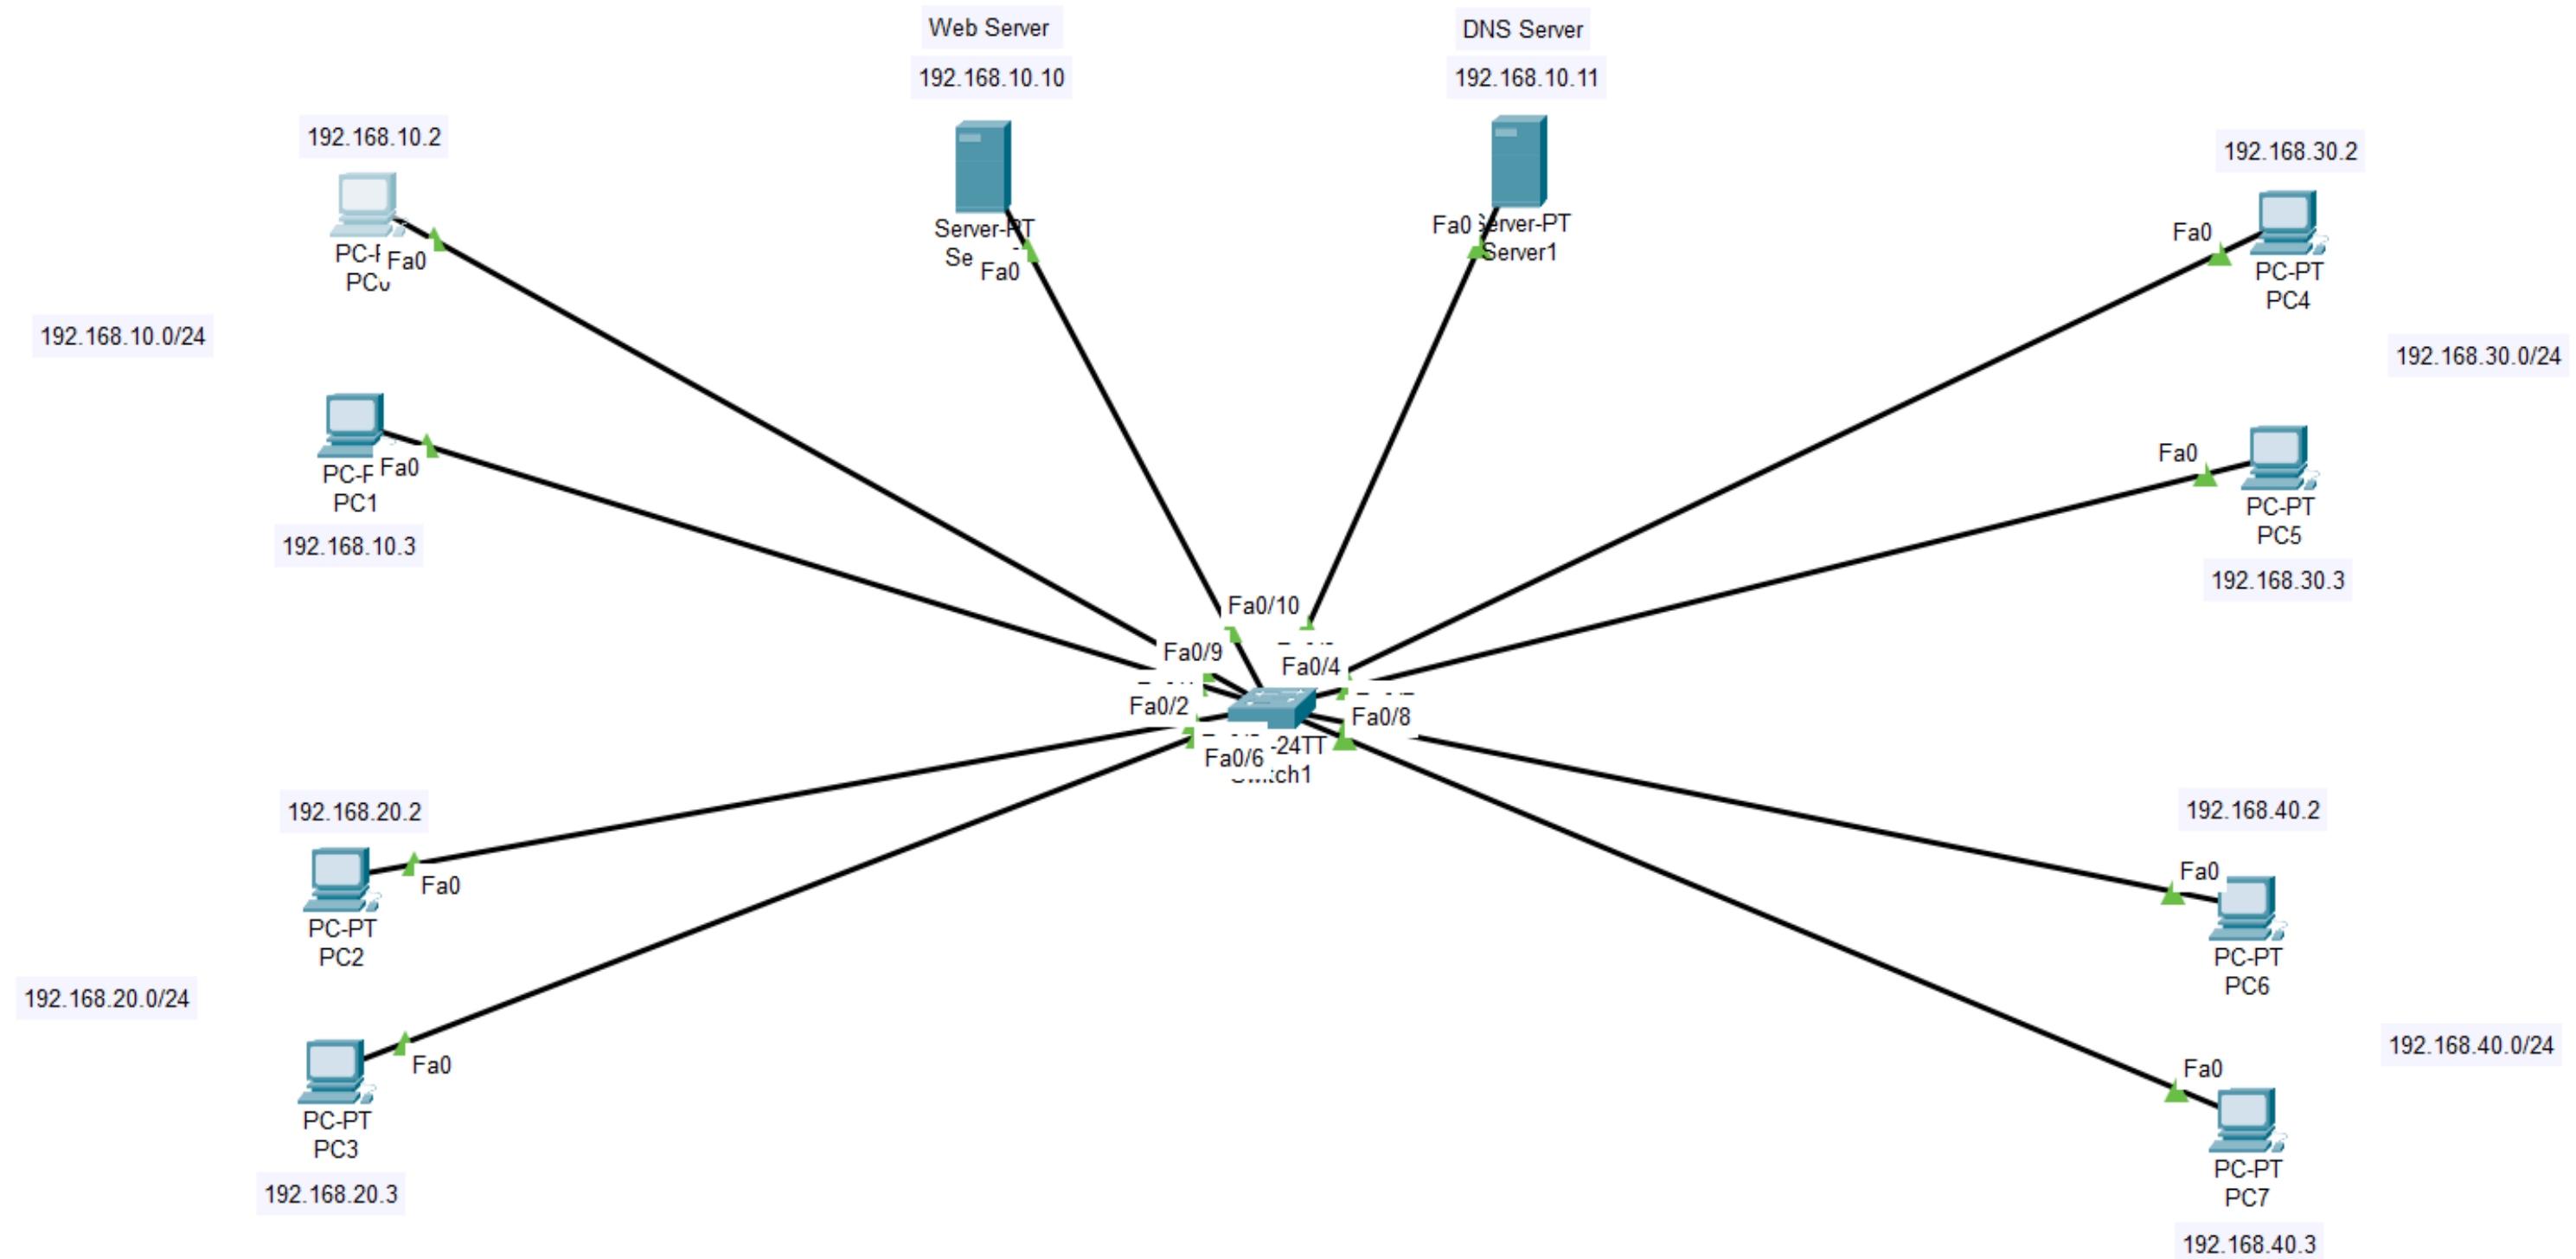 Web Server
192.168.10.10
DNS Server
192.168.10.11
192.168.10.2
Fa0
192.168.10.0/24
Fa0
PC1
192.168.10.3
Server-PT
Fa0
Fa0
Server-PT
Server1
192.168.30.2
Fa0
PC-PT
PC4
192.168.30.0/24
Fa0
PC-PT
PC5
192.168.30.3
Fa0/10
Fa0/9
Fa0/4
Fa0/2
Fa0/8
Fa0/6
-24TT
192.168.20.2
Fa0
PC-PT
PC2
192.168.20.0/24
Fa0
PC-PT
PC3
192.168.20.3
192.168.40.2
Fa0
PC-PT
PC6
192.168.40.0/24
Fa0
PC-PT
PC7
192.168.40.3